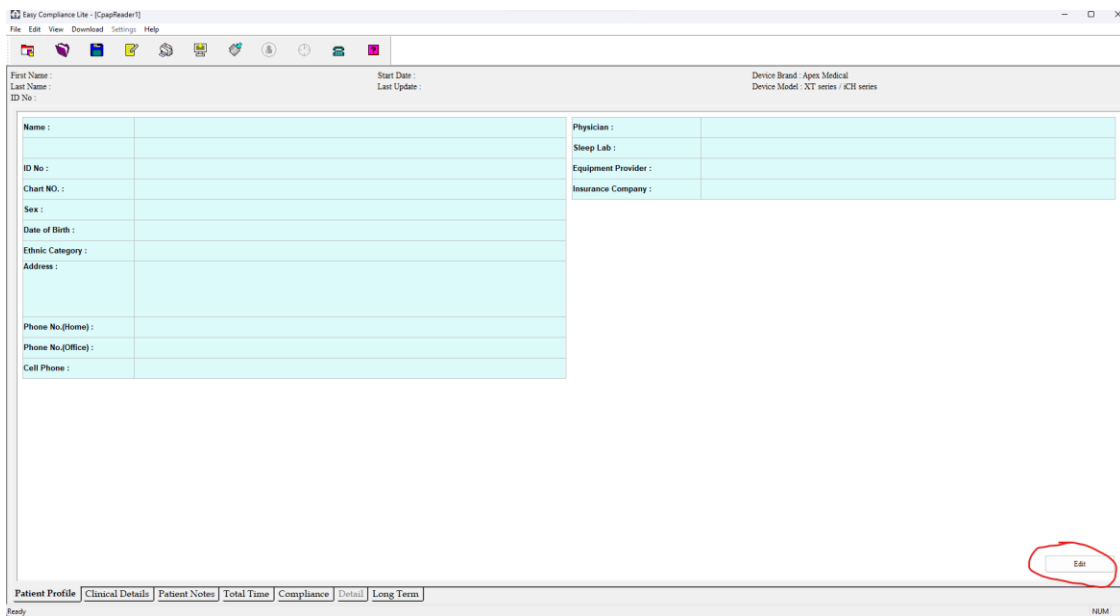 Easy Compliance Lite - [CpapReader1]
File Edit View Download Settings Help
First Name :
Last Name :
ID No :
Start Date :
Last Update :
Device Brand : Apex Medical
Device Model : XT series / iCH series
Name :
ID No :
Chart NO. :
Sex :
Date of Birth :
Ethnic Category :
Address :
Phone No.(Home) :
Phone No.(Office) :
Cell Phone :
Physician :
Sleep Lab :
Equipment Provider :
Insurance Company :
Edit
Patient Profile Clinical Details Patient Notes Total Time Compliance Detail Long Term
Ready NUM